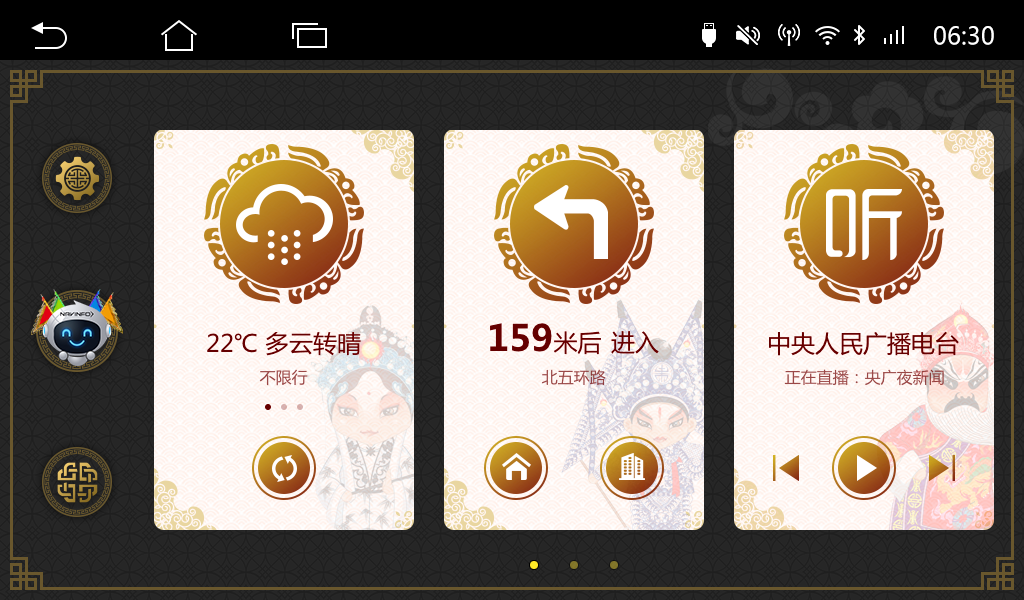 06:30
NAVINFO
22℃ 多云转晴
不限行
159米后 进入
北五环路
听
中央人民广播电台
正在直播：央广夜新闻